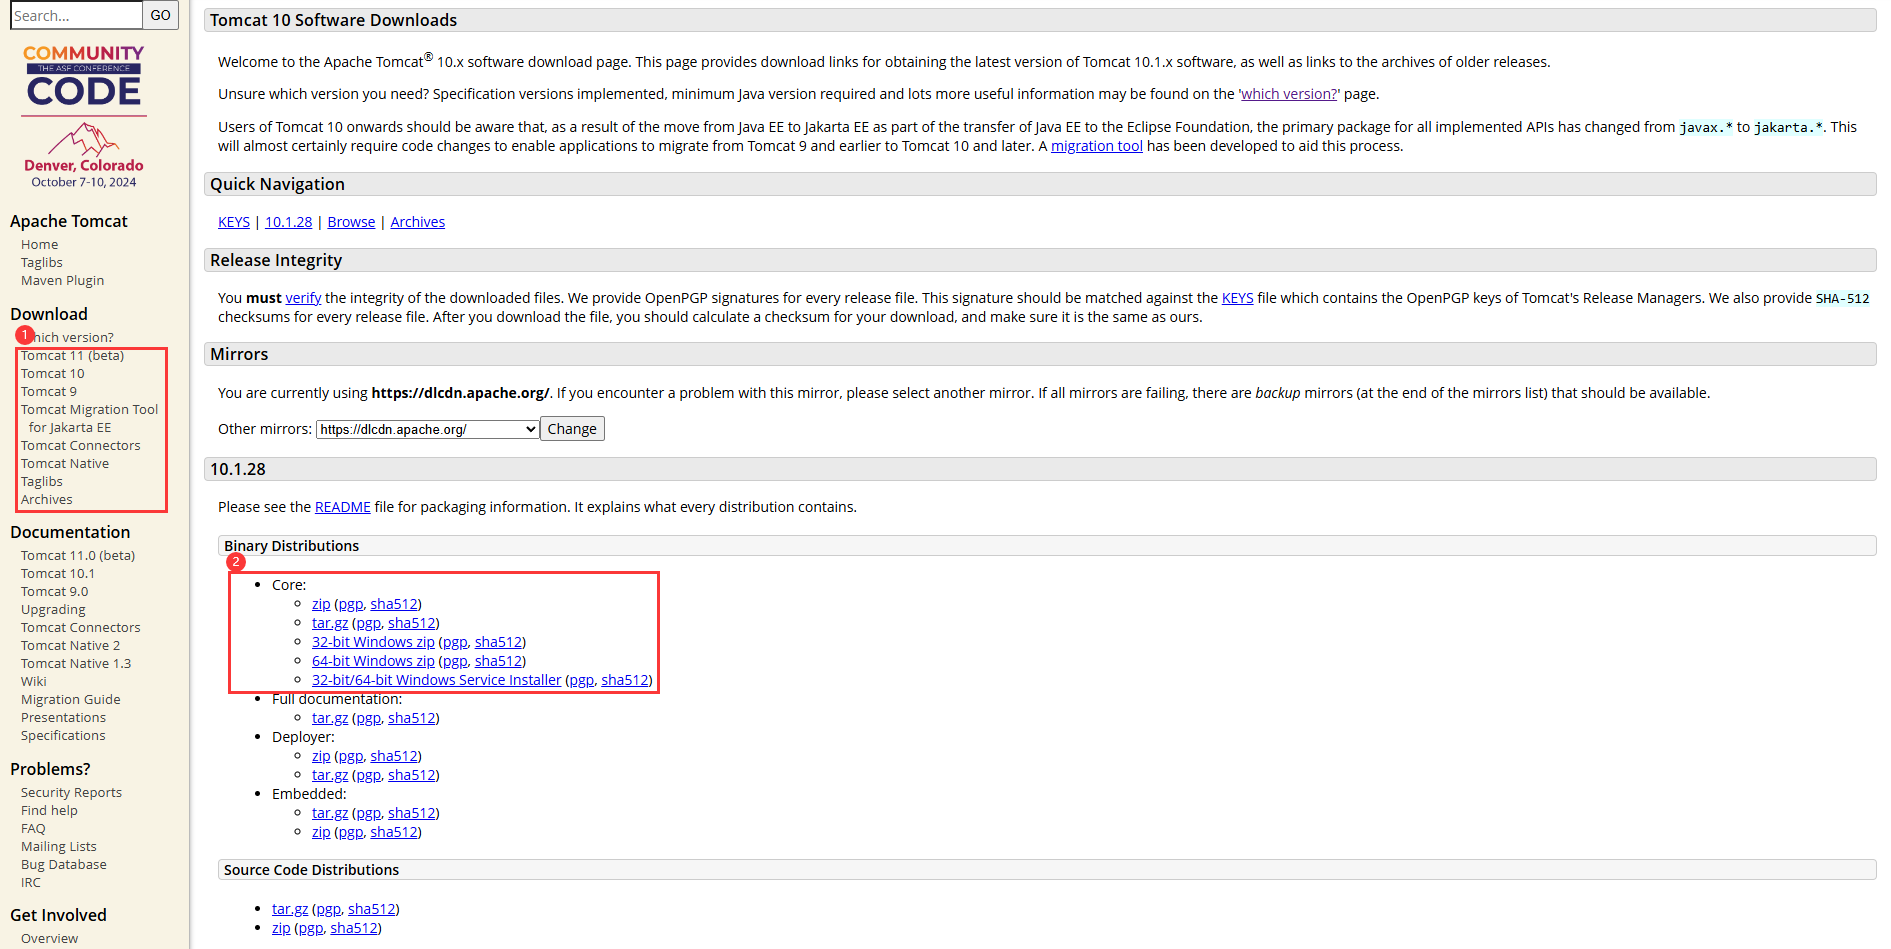 Search...
GO
COMMUNITY
THE ASF CONFERENCE
CODE
Denver, Colorado
October 7-10, 2024
Apache Tomcat
Home
Taglibs
Maven Plugin
Download
1
hich version?
Tomcat 11 (beta)
Tomcat 10
Tomcat 9
Tomcat Migration Tool
for Jakarta EE
Tomcat Connectors
Tomcat Native
Taglibs
Archives
Documentation
Tomcat 11.0 (beta)
Tomcat 10.1
Tomcat 9.0
Upgrading
Tomcat Connectors
Tomcat Native 2
Tomcat Native 1.3
Wiki
Migration Guide
Presentations
Specifications
Problems?
Security Reports
Find help
FAQ
Mailing Lists
Bug Database
IRC
Get Involved
Overview
Tomcat 10 Software Downloads
Welcome to the Apache Tomcat® 10.x software download page. This page provides download links for obtaining the latest version of Tomcat 10.1.x software, as well as links to the archives of older releases.
Unsure which version you need? Specification versions implemented, minimum Java version required and lots more useful information may be found on the 'which version?' page.
Users of Tomcat 10 onwards should be aware that, as a result of the move from Java EE to Jakarta EE as part of the transfer of Java EE to the Eclipse Foundation, the primary package for all implemented APIs has changed from javax.* to jakarta.*. This
will almost certainly require code changes to enable applications to migrate from Tomcat 9 and earlier to Tomcat 10 and later. A migration tool has been developed to aid this process.
Quick Navigation
KEYS | 10.1.28 | Browse | Archives
Release Integrity
You must verify the integrity of the downloaded files. We provide OpenPGP signatures for every release file. This signature should be matched against the KEYS file which contains the OpenPGP keys of Tomcat's Release Managers. We also provide SHA-512
checksums for every release file. After you download the file, you should calculate a checksum for your download, and make sure it is the same as ours.
Mirrors
You are currently using https://dlcdn.apache.org/. If you encounter a problem with this mirror, please select another mirror. If all mirrors are failing, there are backup mirrors (at the end of the mirrors list) that should be available.
Other mirrors: https://dlcdn.apache.org/ Change
10.1.28
Please see the README file for packaging information. It explains what every distribution contains.
Binary Distributions
2
• Core:
◦ zip (pgp, sha512)
◦ tar.gz (pgp, sha512)
◦ 32-bit Windows zip (pgp, sha512)
◦ 64-bit Windows zip (pgp, sha512)
◦ 32-bit/64-bit Windows Service Installer (pgp, sha512)
• Full documentation:
◦ tar.gz (pgp, sha512)
• Deployer:
◦ zip (pgp, sha512)
◦ tar.gz (pgp, sha512)
• Embedded:
◦ tar.gz (pgp, sha512)
◦ zip (pgp, sha512)
Source Code Distributions
• tar.gz (pgp, sha512)
• zip (pgp, sha512)